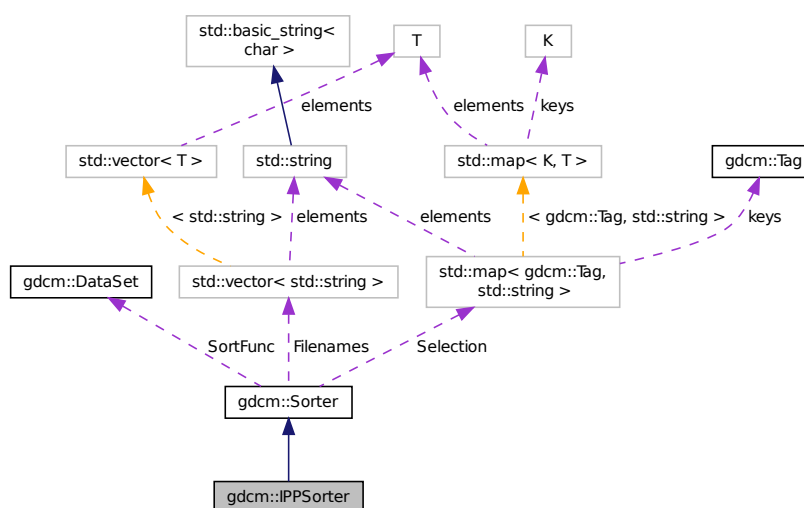 std::basic_string<
char >
T
K
elements
elements
keys
std::vector< T >
std::string
std::map< K, T >
gdcm::Tag
< std::string >
elements
elements
< gdcm::Tag, std::string >
keys
gdcm::DataSet
std::vector< std::string >
std::map< gdcm::Tag,
std::string >
SortFunc
Filenames
Selection
gdcm::Sorter
gdcm::IPPSorter